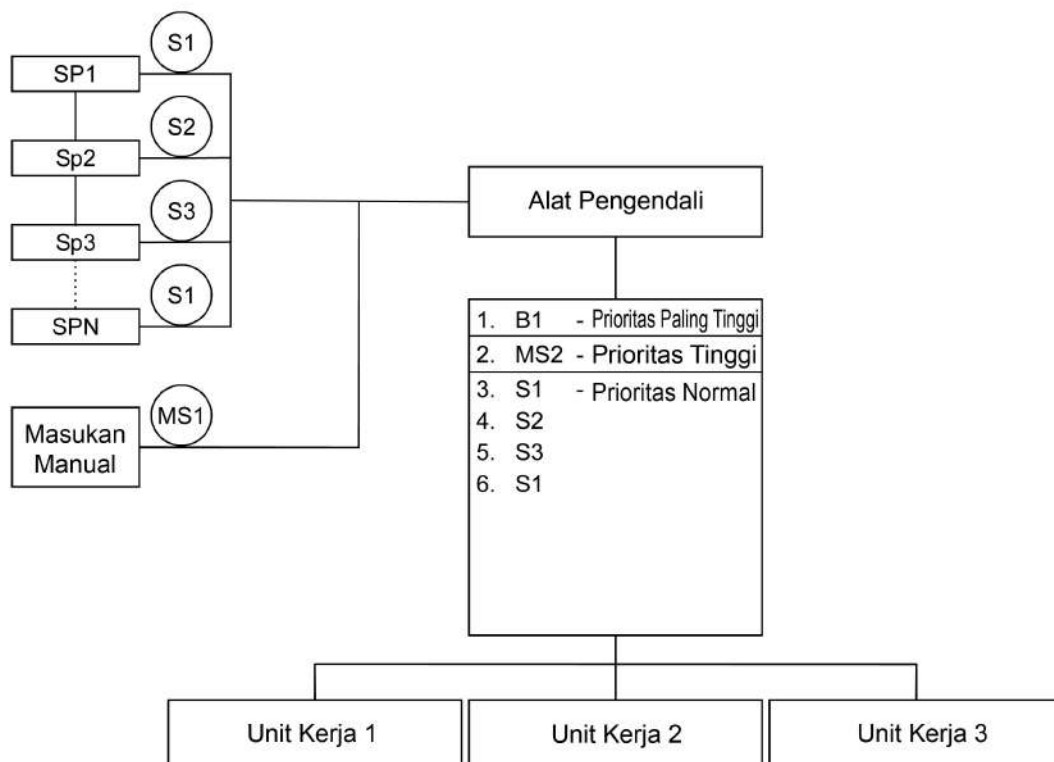 S1
SP1
S2
Sp2
S3
Sp3
S1
SPN
MS1
Masukan
Manual
Alat Pengendali
1. B1 - Prioritas Paling Tinggi
2. MS2 - Prioritas Tinggi
3. S1 - Prioritas Normal
4. S2
5. S3
6. S1
Unit Kerja 1
Unit Kerja 2
Unit Kerja 3